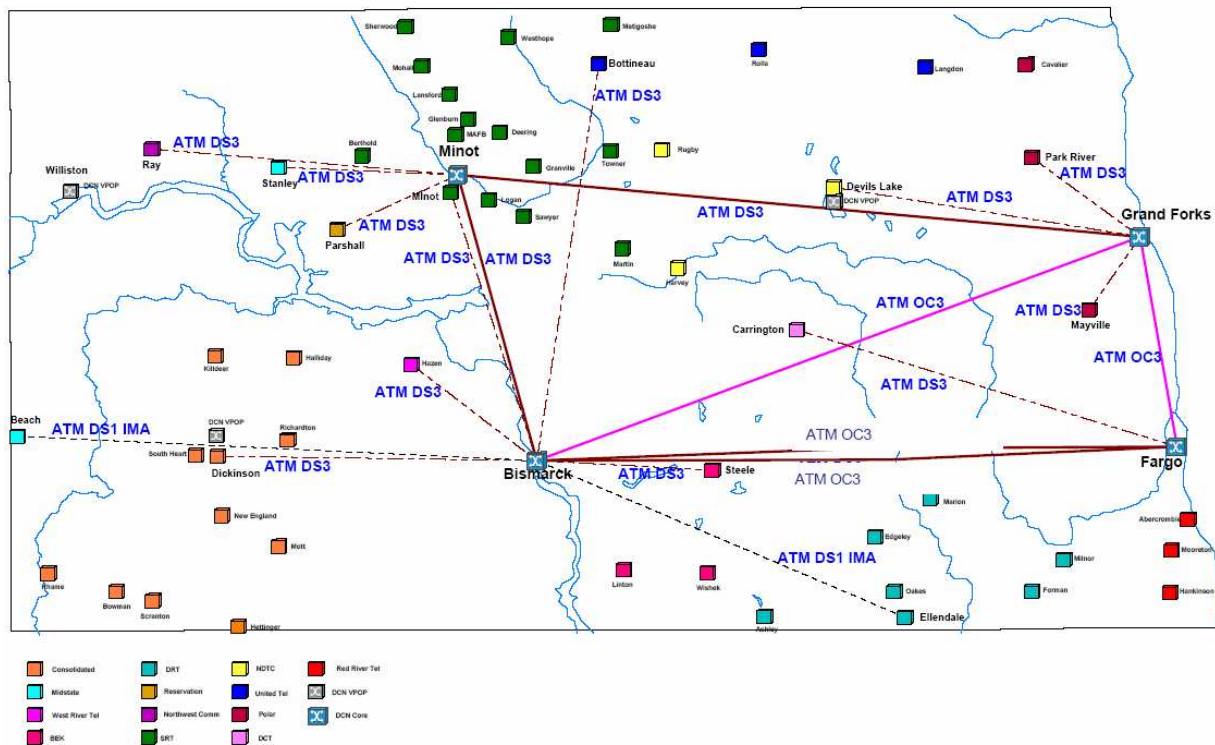 Sherwood
Metigoshe
Westhope
Rolla
Bottineau
Mohall
Langdon
Cavalier
ATM DS3
Lansford
Glenburn
MAFB
Deering
ATM DS3
Minot
Berthold
Ray
Granville
Towner
Rugby
Park River
Williston
DCN VPOP
Stanley
ATM DS3
ATM DS3
Devils Lake
ATM DS3
DCN VPOP
Minot
Logan
ATM DS3
Sawyer
Grand Forks
Parshall
ATM DS3
ATM DS3
ATM DS3
Martin
Harvey
ATM OC3
ATM DS3
Mayville
Carrington
Killdeer
Halliday
Hazen
ATM OC3
ATM DS3
ATM DS3
Beach
ATM DS1 IMA
DCN VPOP
Richardton
ATM OC3
South Heart
Dickinson
ATM DS3
Bismarck
ATM DS3
Steele
ATM OC3
Fargo
Marion
New England
Abercrombie
Edgeley
Mott
ATM DS1 IMA
Mooreton
Milnor
Rhame
Linton
Wishek
Bowman
Scranton
Oakes
Forman
Hankinson
Hettinger
Ashley
Ellendale
Consolidated
DRT
NDTC
Red River Tel
Midstate
Reservation
United Tel
DCN VPOP
West River Tel
Northwest Comm
Polar
DCN Core
BEK
SRT
DCT